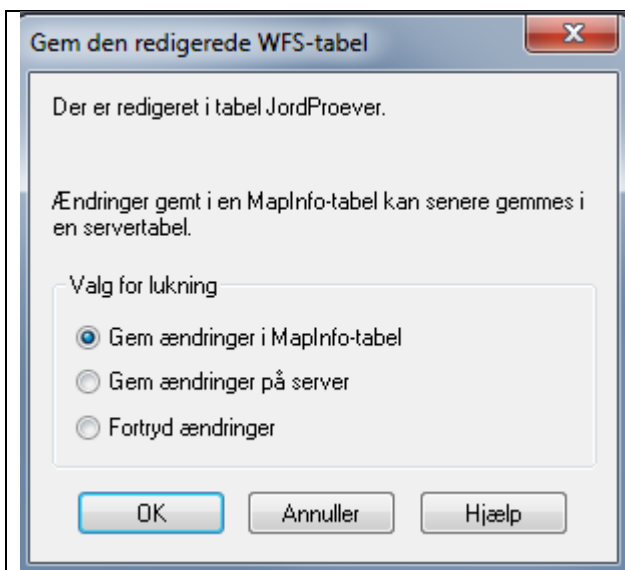 Gem den redigerede WFS-tabel
Der er redigeret i tabel JordProever.
Ændringer gemt i en MapInfo-tabel kan senere gemmes i
en servertabel.
Valg for lukning
Gem ændringer i MapInfo-tabel
Gem ændringer på server
Fortryd ændringer
OK
Annuller
Hjælp